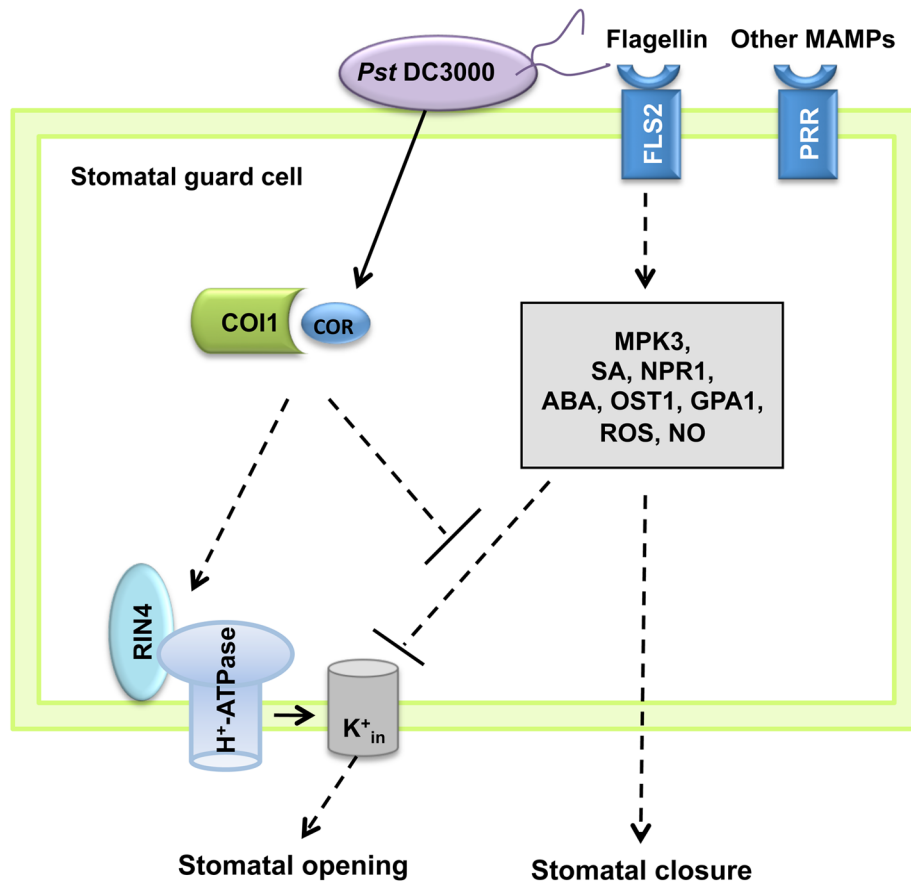 Flagellin Other MAMPs
Pst DC3000
FLS2
PRR
Stomatal guard cell
COI1
COR
MPK3,
SA, NPR1,
ABA, OST1, GPA1,
ROS, NO
RIN4
H⁺-ATPase
K⁺in
Stomatal opening
Stomatal closure